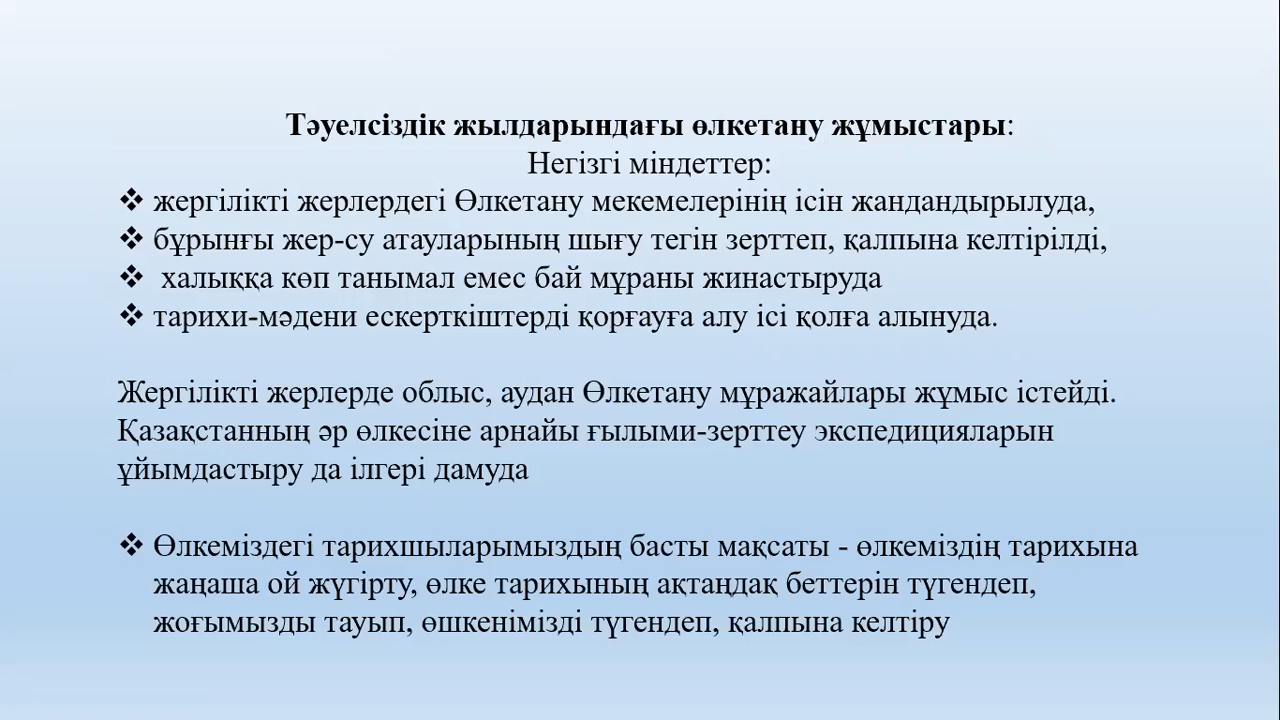 Тәуелсіздік жылдарындағы өлкетану жұмыстары:
Негізгі міндеттер:
❖ жергілікті жерлердегі Өлкетану мекемелерінің ісін жандандырылуда,
❖ бұрынғы жер-су атауларының шығу тегін зерттеп, қалпына келтірілді,
❖ халыққа көп танымал емес бай мұраны жинастыруда
❖ тарихи-мәдени ескерткіштерді қорғауға алу ісі қолға алынуда.
Жергілікті жерлерде облыс, аудан Өлкетану мұражайлары жұмыс істейді.
Қазақстанның әр өлкесіне арнайы ғылыми-зерттеу экспедицияларын
ұйымдастыру да ілгері дамуда
❖ Өлкеміздегі тарихшыларымыздың басты мақсаты - өлкеміздің тарихына
жаңаша ой жүгірту, өлке тарихының ақтаңдақ беттерін түгендеп,
жоғымызды тауып, өшкенімізді түгендеп, қалпына келтіру